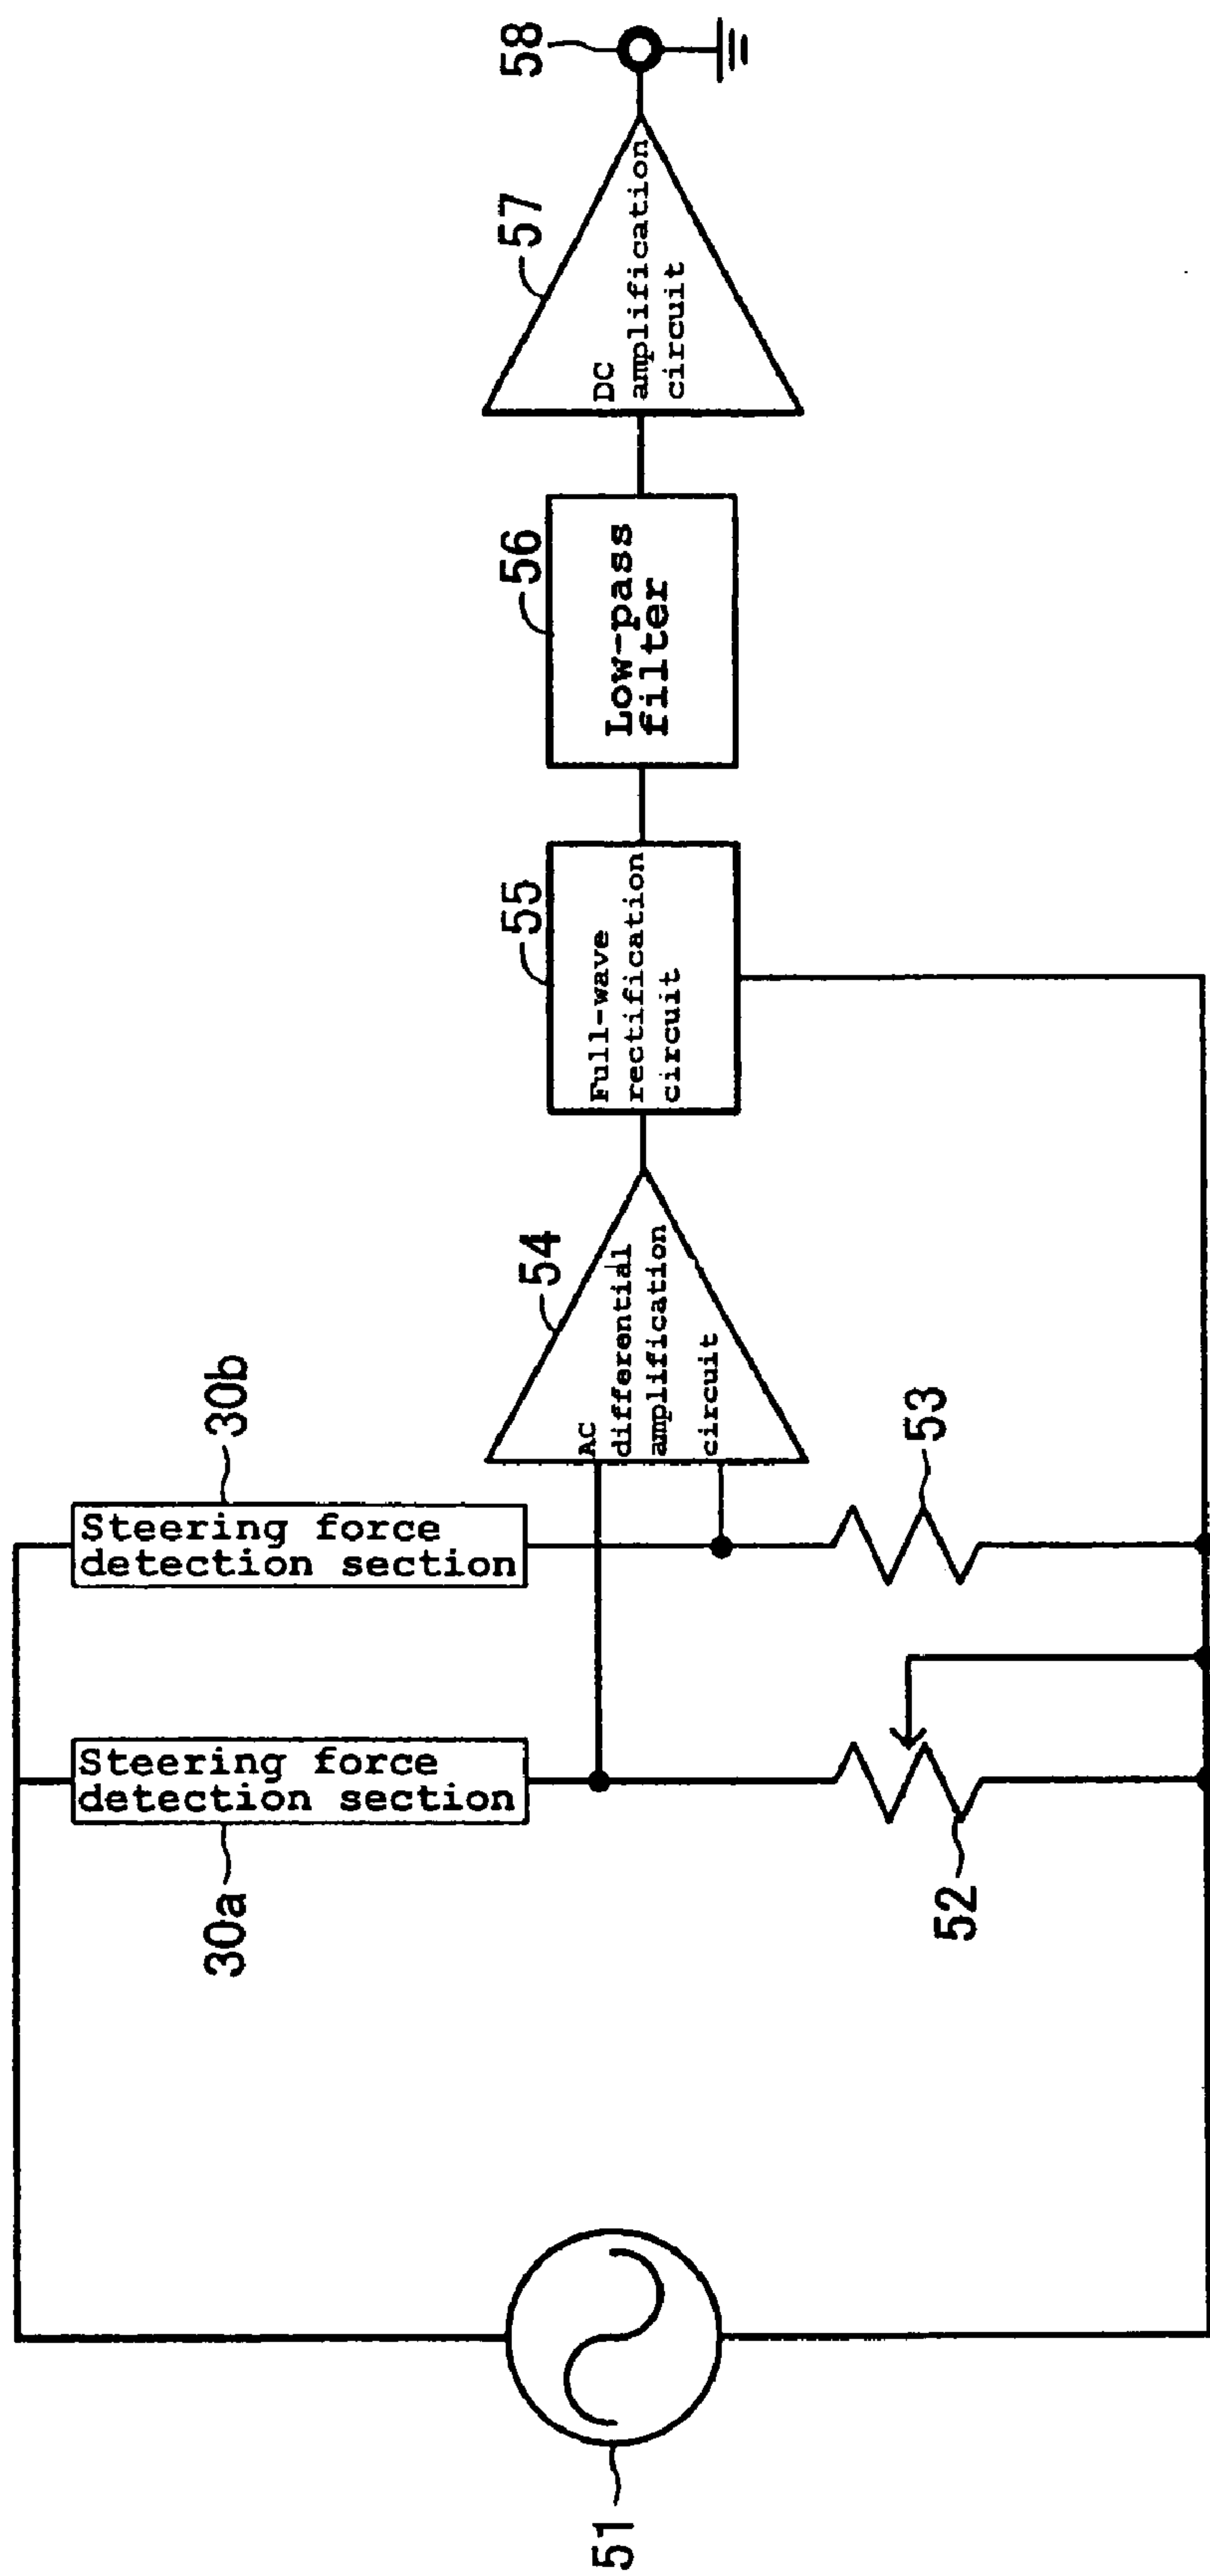 30a
Steering force
detection section
30b
Steering force
detection section
51
52
53
54
AC
differential
amplification
circuit
55
Full-wave
rectification
circuit
56
Low-pass
filter
57
DC
amplification
circuit
58